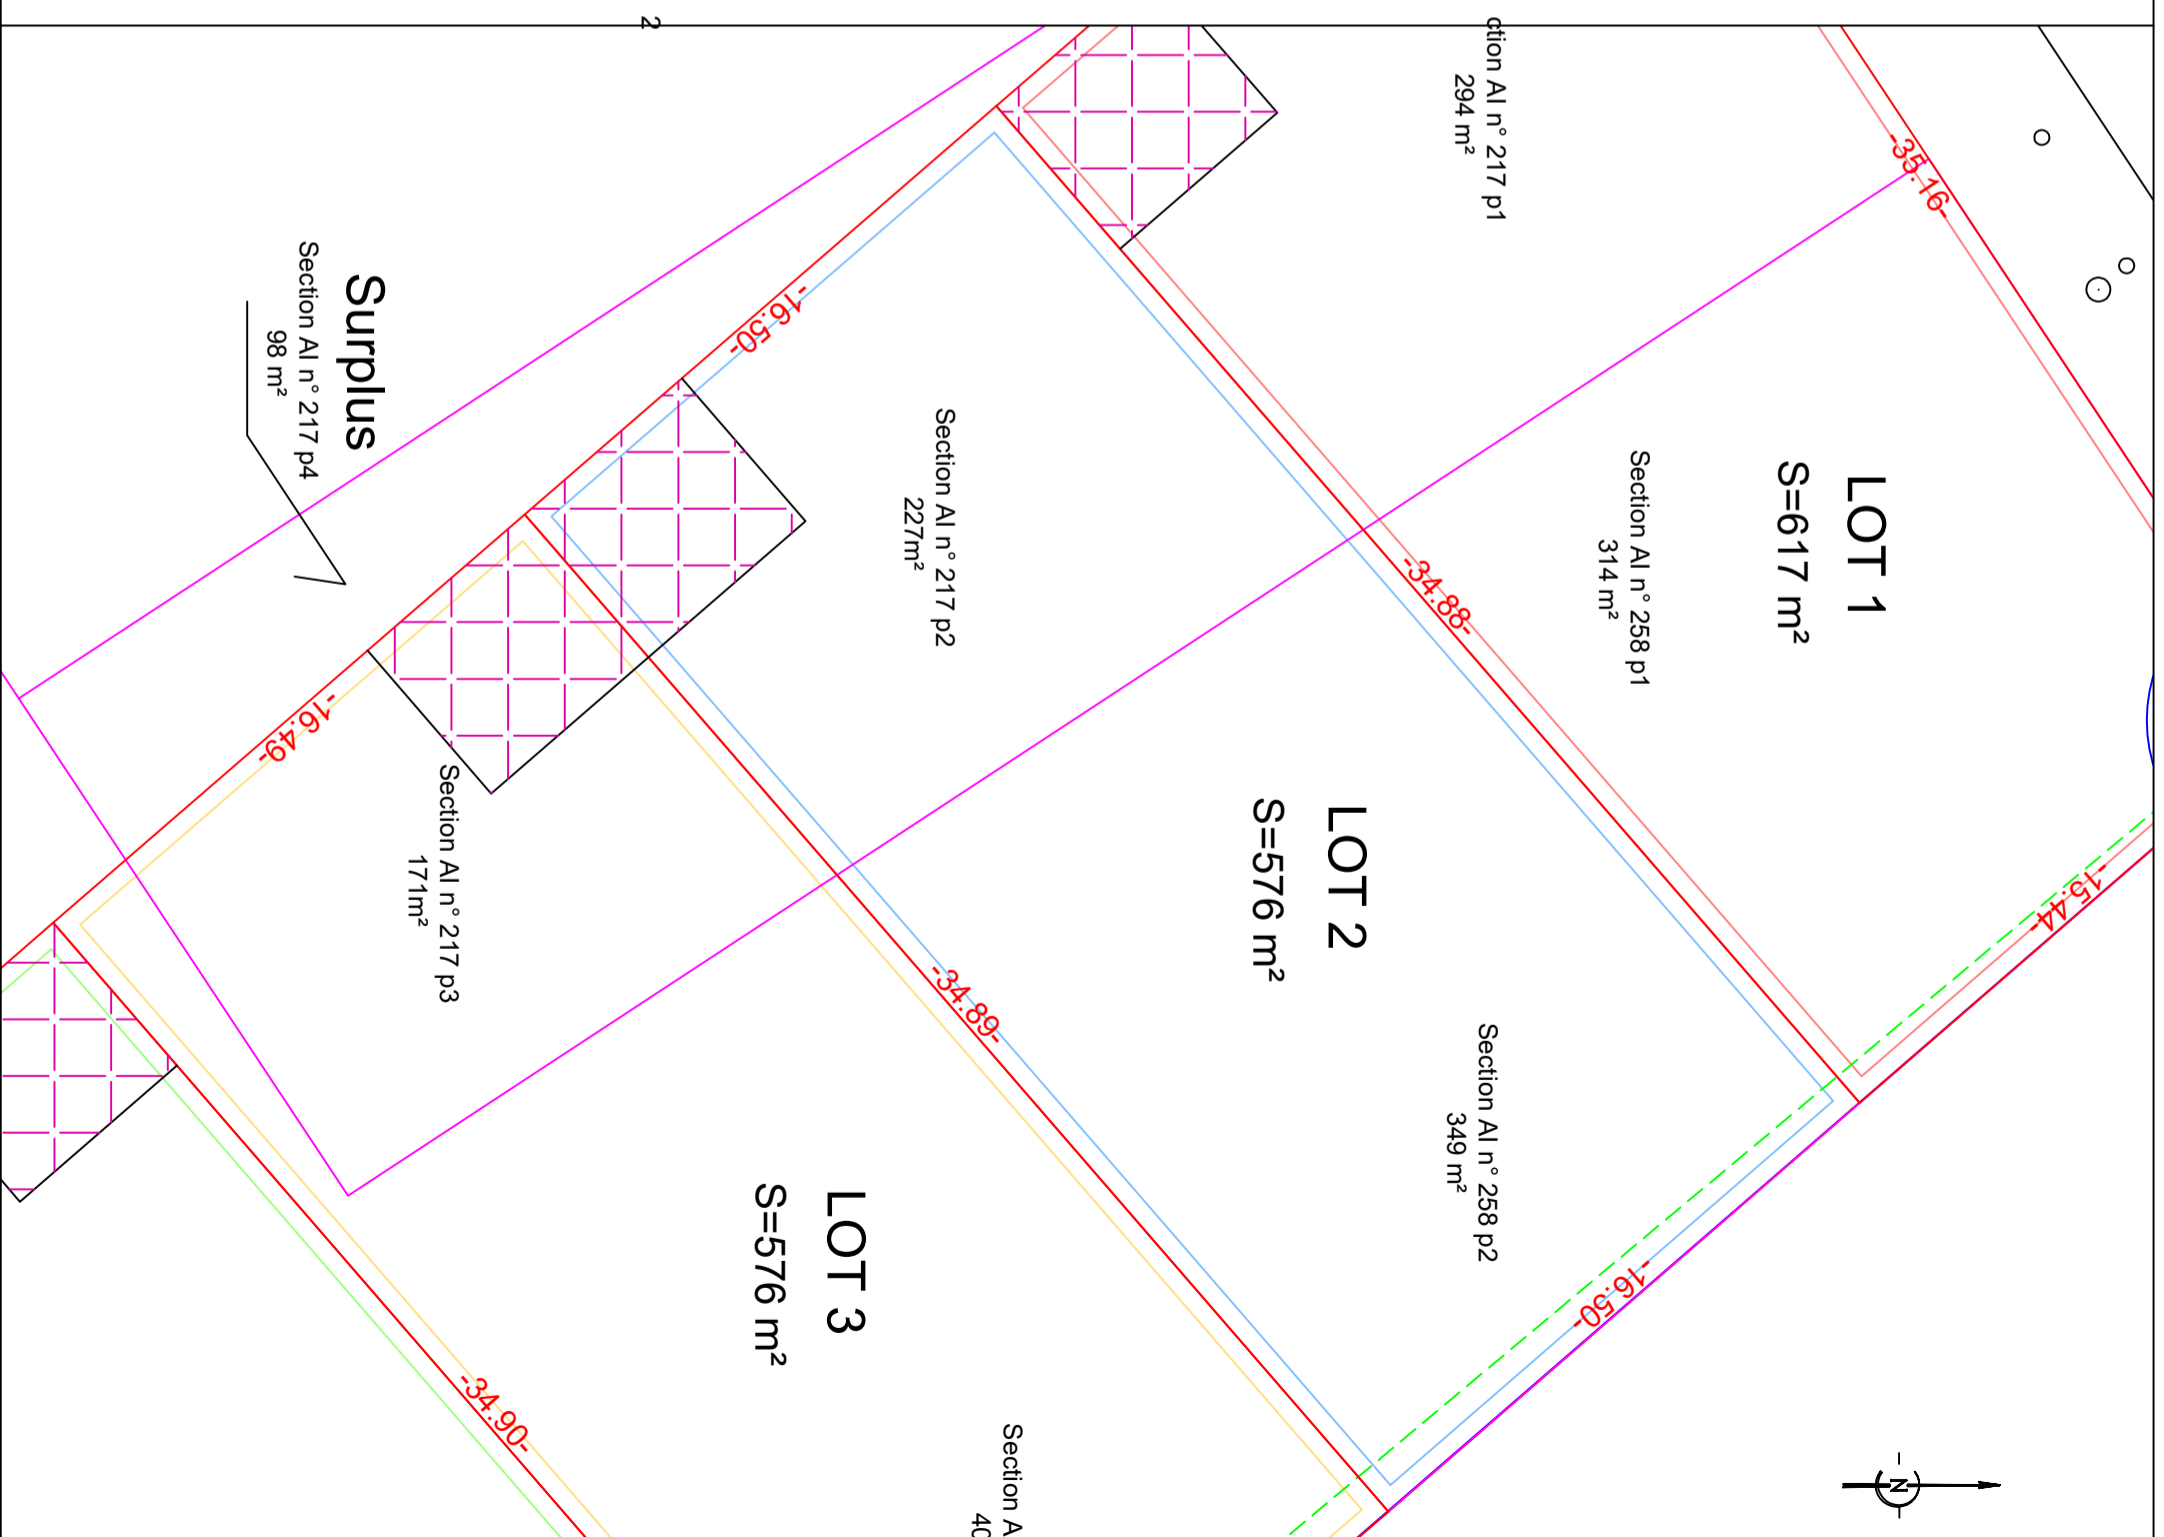 2
ction AI n° 217 p1
294 m²
-35.16-
LOT 1
S=617 m²
Section AI n° 258 p1
314 m²
-34.88-
-15.44-
-16.50-
Surplus
Section AI n° 217 p4
98 m²
Section AI n° 217 p2
227m²
LOT 2
S=576 m²
Section AI n° 258 p2
349 m²
-16.50-
-34.89-
-16.49-
Section AI n° 217 p3
171m²
LOT 3
S=576 m²
-34.90-
Section A
40
N